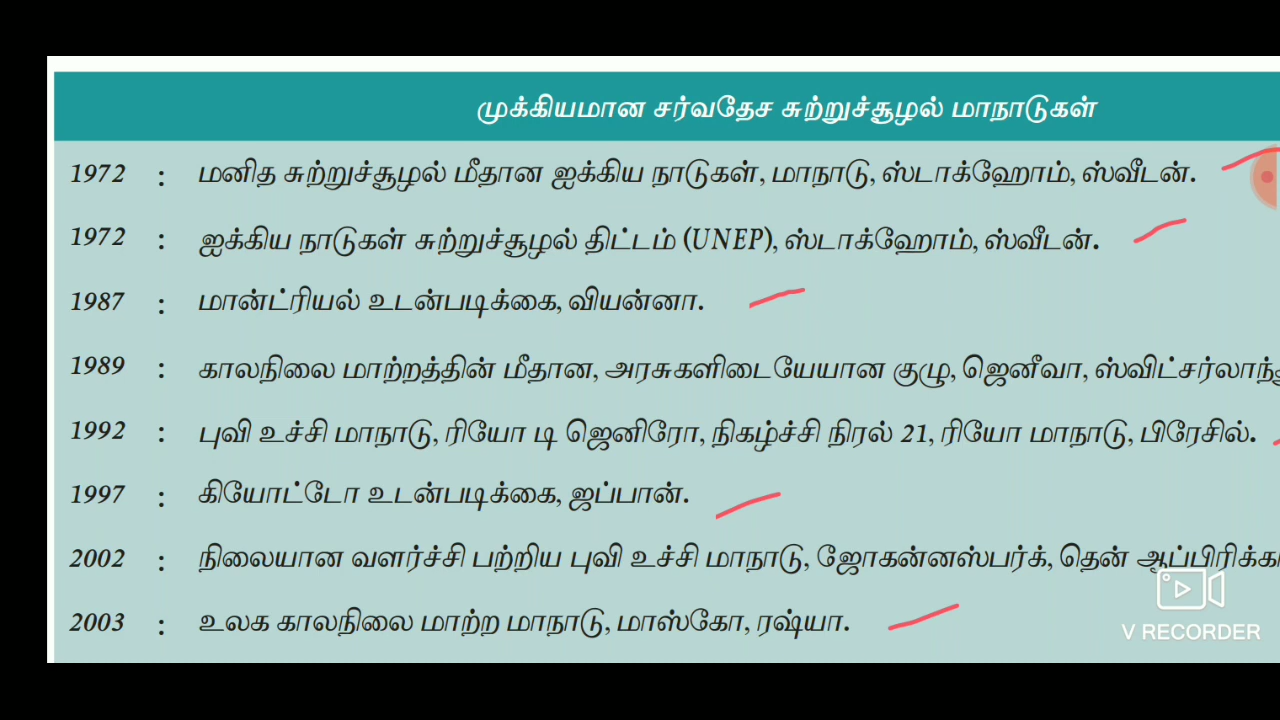 முக்கியமான சர்வதேச சுற்றுச்சூழல் மாநாடுகள்
1972 : மனித சுற்றுச்சூழல் மீதான ஐக்கிய நாடுகள், மாநாடு, ஸ்டாக்ஹோம், ஸ்வீடன்.
1972 : ஐக்கிய நாடுகள் சுற்றுச்சூழல் திட்டம் (UNEP), ஸ்டாக்ஹோம், ஸ்வீடன்.
1987 : மான்ட்ரியல் உடன்படிக்கை, வியன்னா.
1989 : காலநிலை மாற்றத்தின் மீதான, அரசுகளிடையேயான குழு, ஜெனீவா,
1992 : புவி உச்சி மாநாடு, ரியோ டி ஜெனிரோ, நிகழ்ச்சி நிரல் 21, ரியோ மாநாடு, பிரேசில்.
1997 : கியோட்டோ உடன்படிக்கை, ஜப்பான்.
2002 : நிலையான வளர்ச்சி பற்றிய புவி உச்சி மாநாடு, ஜோகன்னஸ்பர்க், தென்
2003 : உலக காலநிலை மாற்ற மாநாடு, மாஸ்கோ, ரஷ்யா.
V RECORDER